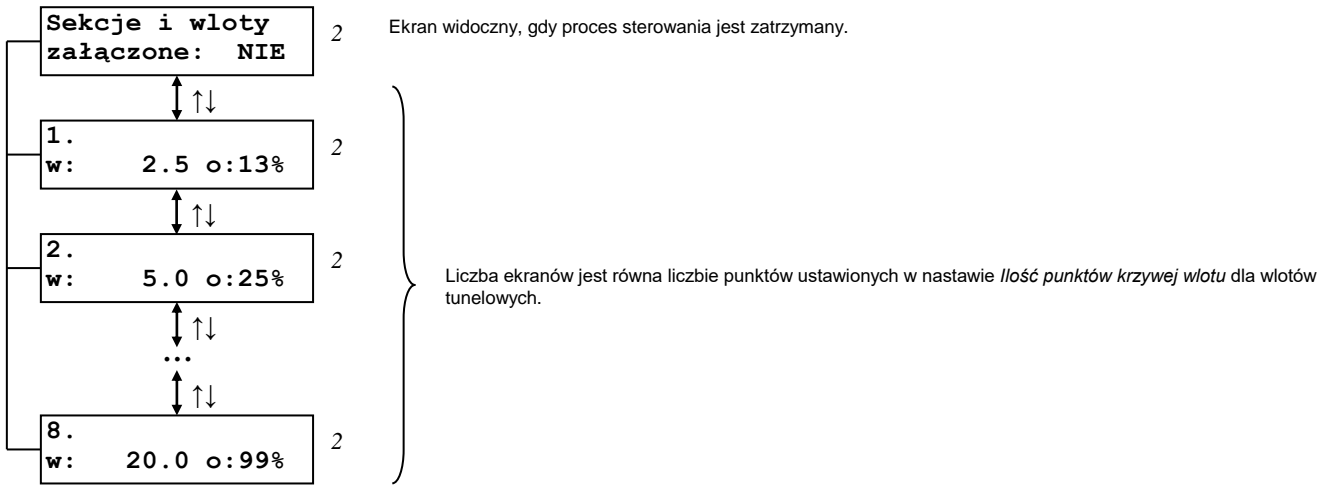 Sekcje i wloty
załączone: NIE
2
Ekran widoczny, gdy proces sterowania jest zatrzymany.
↑↓
1.
w: 2.5 o:13%
2
↑↓
2.
w: 5.0 o:25%
2
Liczba ekranów jest równa liczbie punktów ustawionych w nastawie Ilość punktów krzywej wlotu dla wlotów
tunelowych.
↑↓
...
↑↓
8.
w: 20.0 o:99%
2